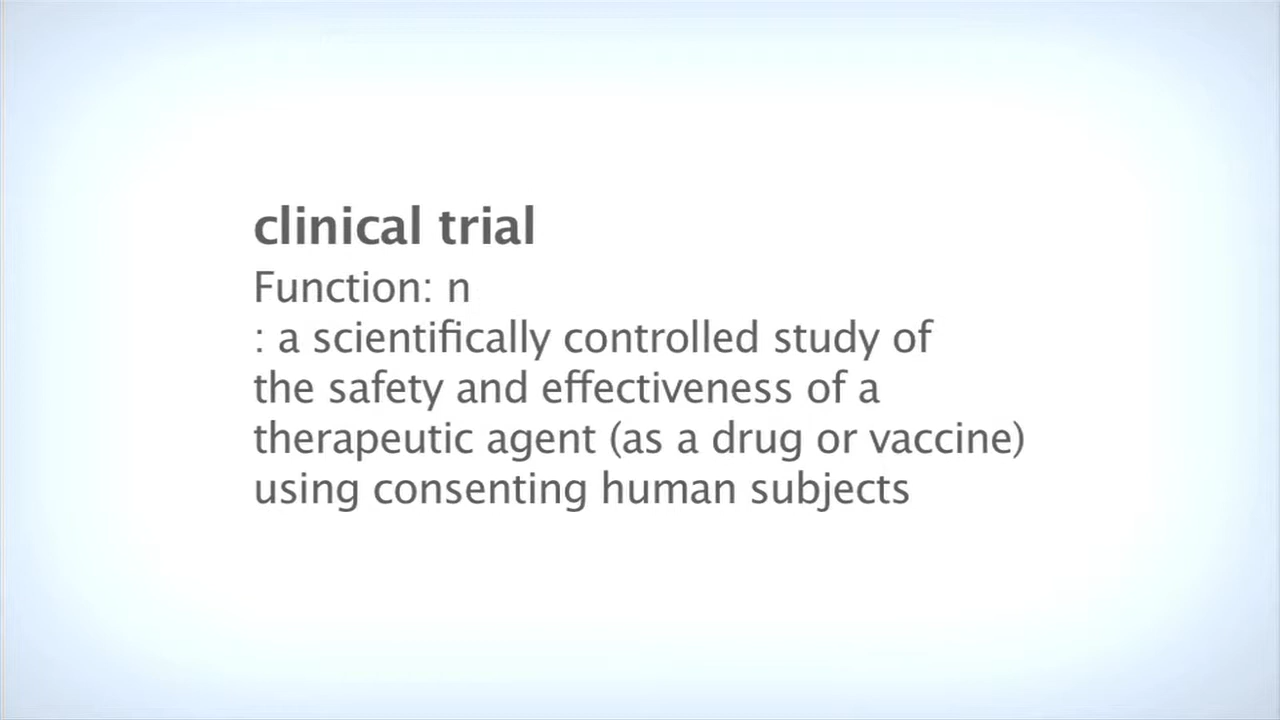 clinical trial
Function: n
: a scientifically controlled study of
the safety and effectiveness of a
therapeutic agent (as a drug or vaccine)
using consenting human subjects